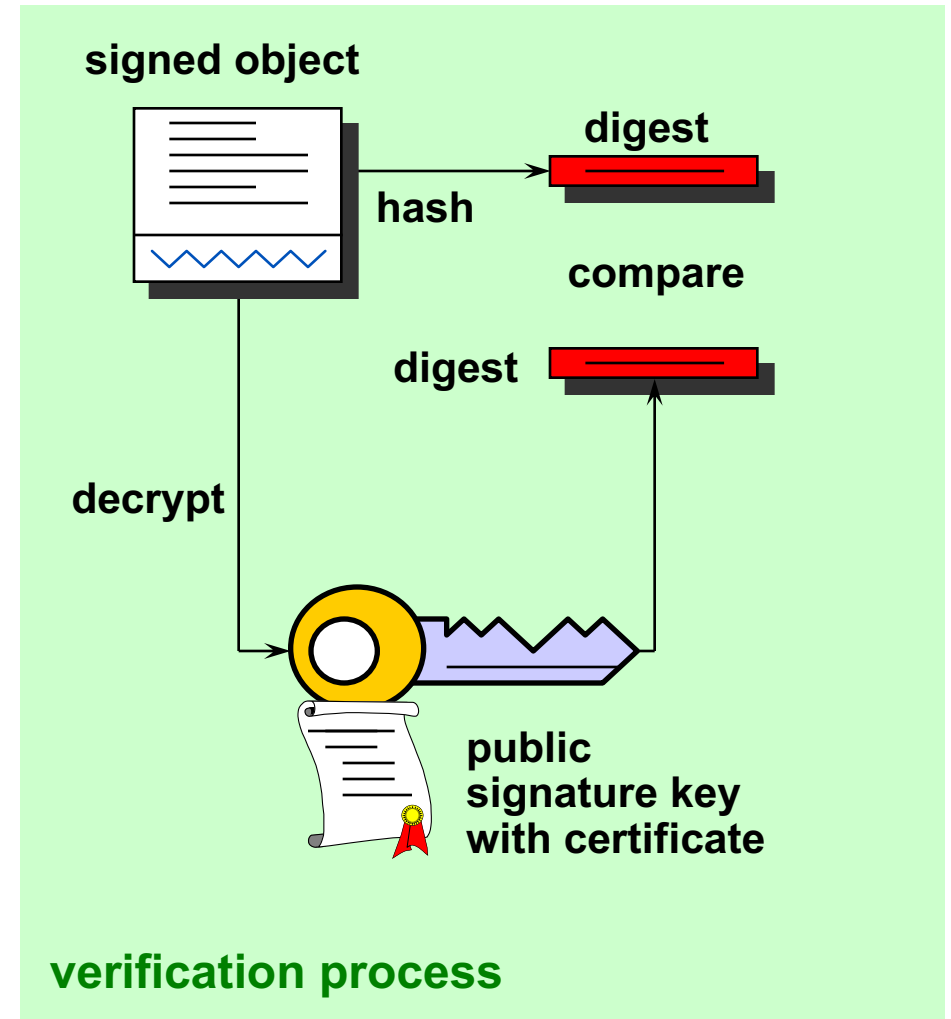 signed object
digest
hash
compare
digest
decrypt
public
signature key
with certificate
verification process